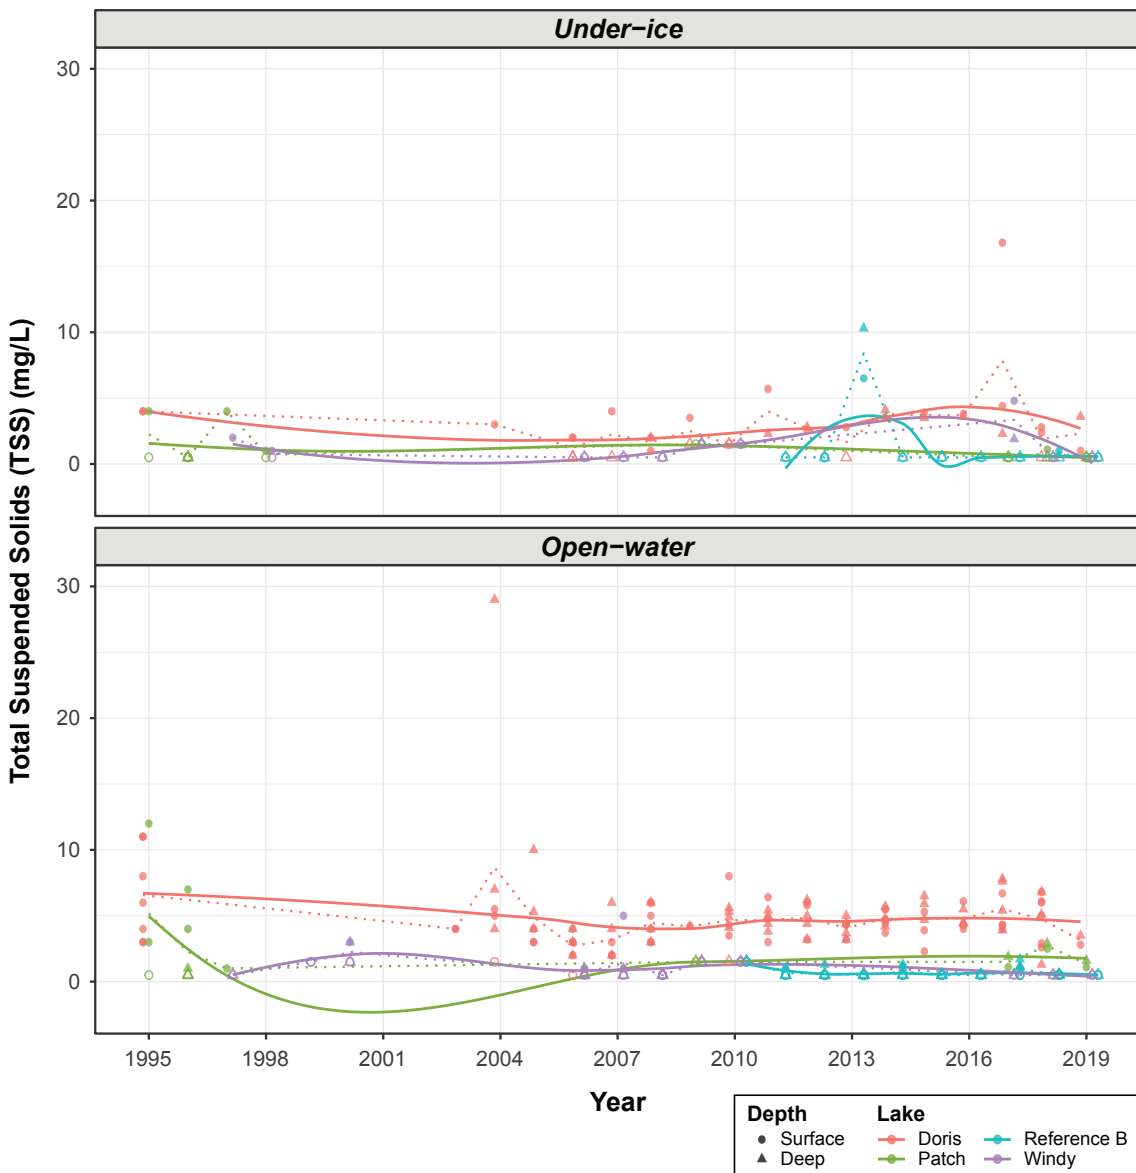 Under−ice
30
20
10
0
Open−water
30
20
10
0
Total Suspended Solids (TSS) (mg/L)
1995 1998 2001 2004 2007 2010 2013 2016 2019
Year
Depth Lake
Surface Doris Reference B
Deep Patch Windy